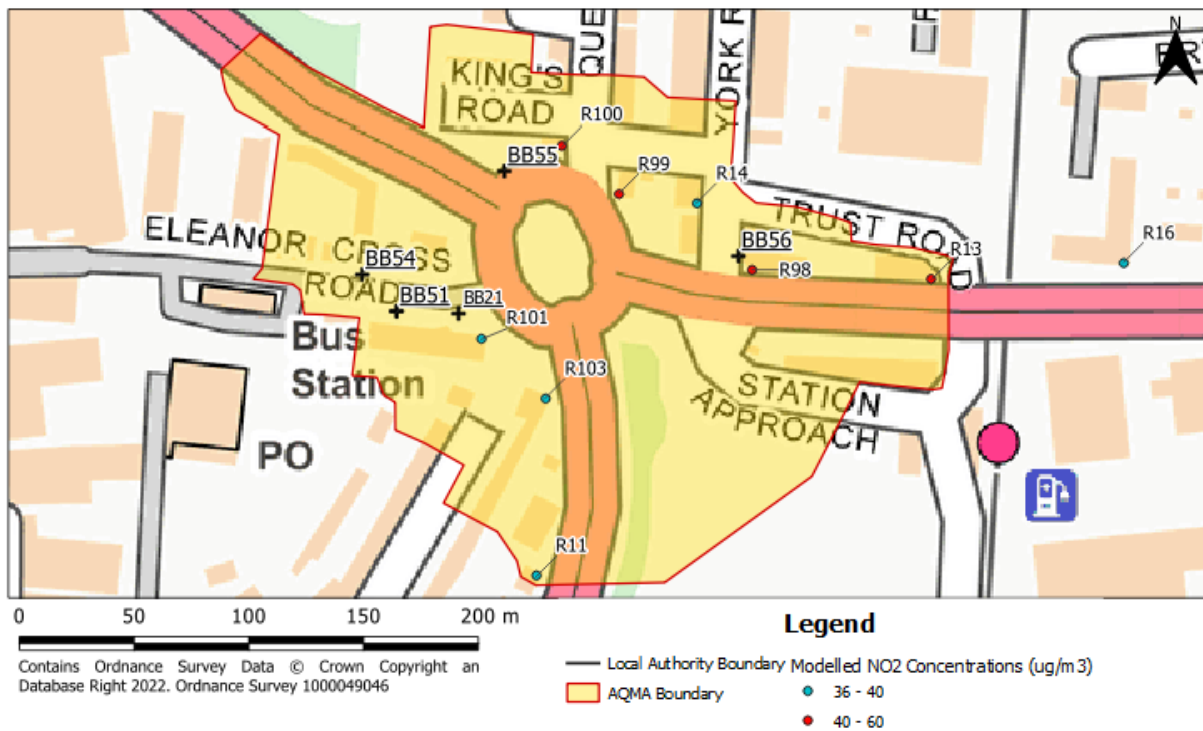 N
KING'S
ROAD
QUE
YORK R
R100
BB55
R99
R14
TRUST RO
D
R13
R16
ELEANOR CROSS
ROAD
BB54
BB56
R98
BB51
BB21
R101
Bus
Station
R103
STATION
APPROACH
PO
R11
0 50 100 150 200 m
Contains Ordnance Survey Data © Crown Copyright an
Database Right 2022. Ordnance Survey 1000049046
Legend
Local Authority Boundary
AQMA Boundary
Modelled NO2 Concentrations (ug/m3)
36 - 40
40 - 60